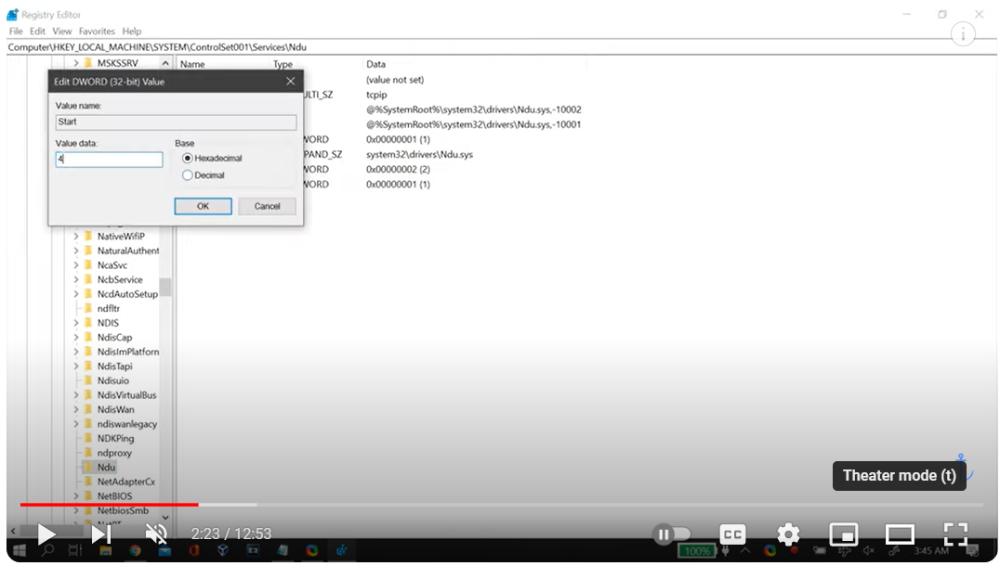 Registry Editor
File Edit View Favorites Help
Computer\HKEY_LOCAL_MACHINE\SYSTEM\ControlSet001\Services\Ndu
MSKSSRV
Name Type Data
Edit DWORD (32-bit) Value
(value not set)
ULTI_SZ tcpip
Value name:
@%SystemRoot%\system32\drivers\Ndu.sys,-10002
Start
@%SystemRoot%\system32\drivers\Ndu.sys,-10001
Value data: Base
WORD 0x00000001 (1)
4 Hexadecimal
PAND_SZ system32\drivers\Ndu.sys
Decimal
WORD 0x00000002 (2)
WORD 0x00000001 (1)
OK Cancel
NativeWifiP
NaturalAuthent
NcaSvc
NcbService
NcdAutoSetup
ndfltr
NDIS
NdisCap
NdisImPlatform
NdisTapi
Ndisuio
NdisVirtualBus
NdisWan
ndiswanlegacy
NDKPing
ndproxy
Ndu
NetAdapterCx
NetBIOS
NetbiosSmb
Theater mode (t)
2:23 / 12:53
CC
100%
3:45 AM